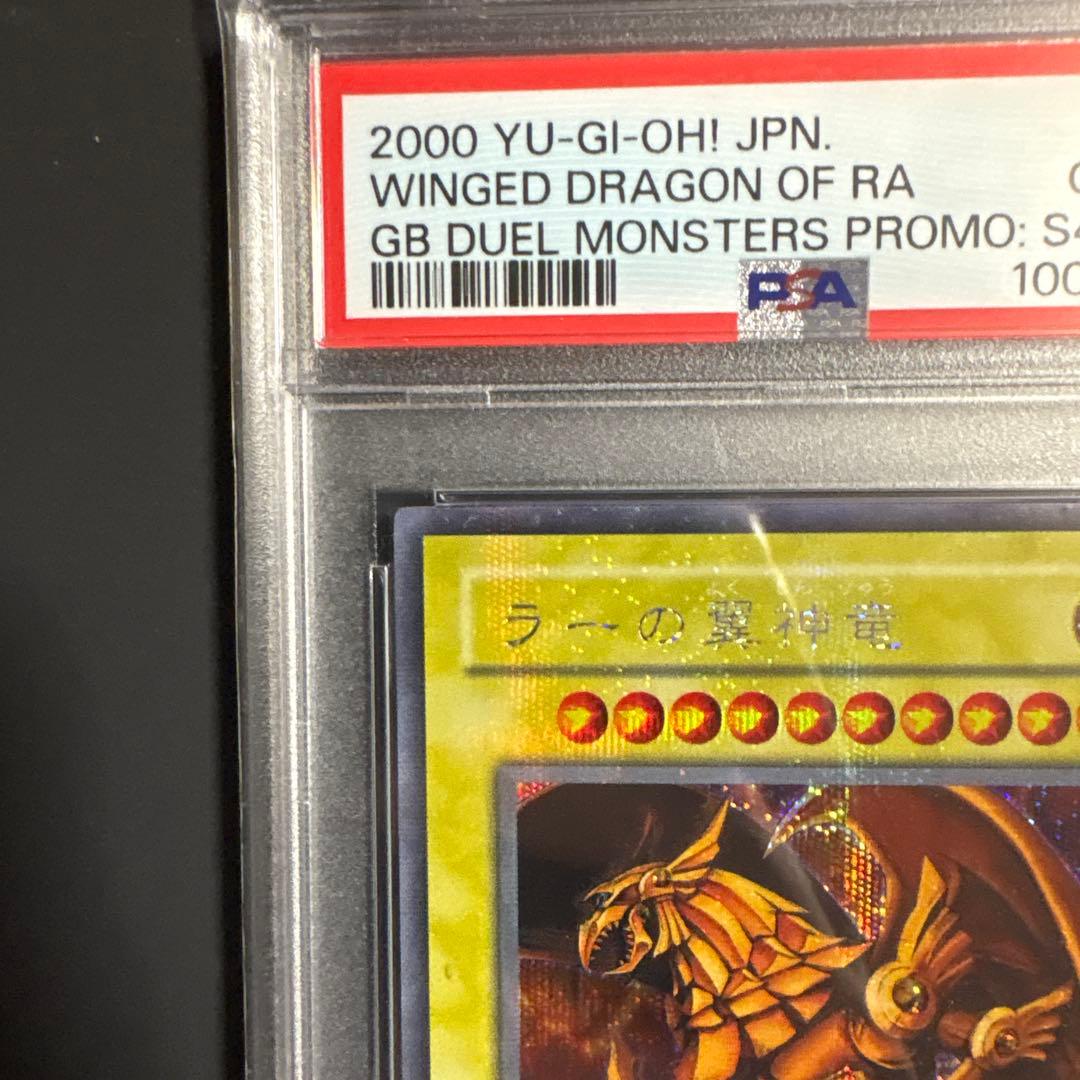 2000 YU-GI-OH! JPN.
WINGED DRAGON OF RA
GB DUEL MONSTERS PROMO: S4
100
PSA
ラーの翼神竜